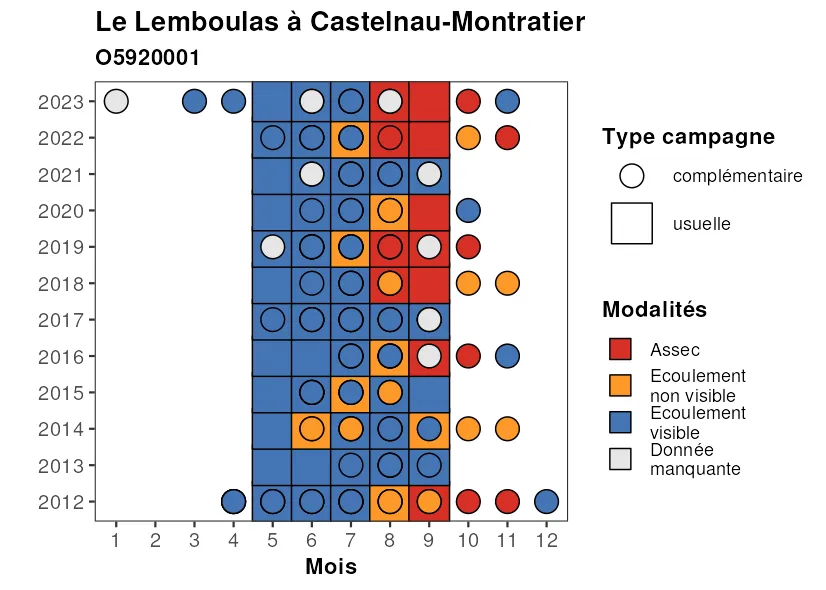 Le Lemboulas à Castelnau-Montratier
O5920001
2023
2022
2021
2020
2019
2018
2017
2016
2015
2014
2013
2012
1 2 3 4 5 6 7 8 9 10 11 12
Mois
Type campagne
complémentaire
usuelle
Modalités
Assec
Ecoulement
non visible
Ecoulement
visible
Donnée
manquante